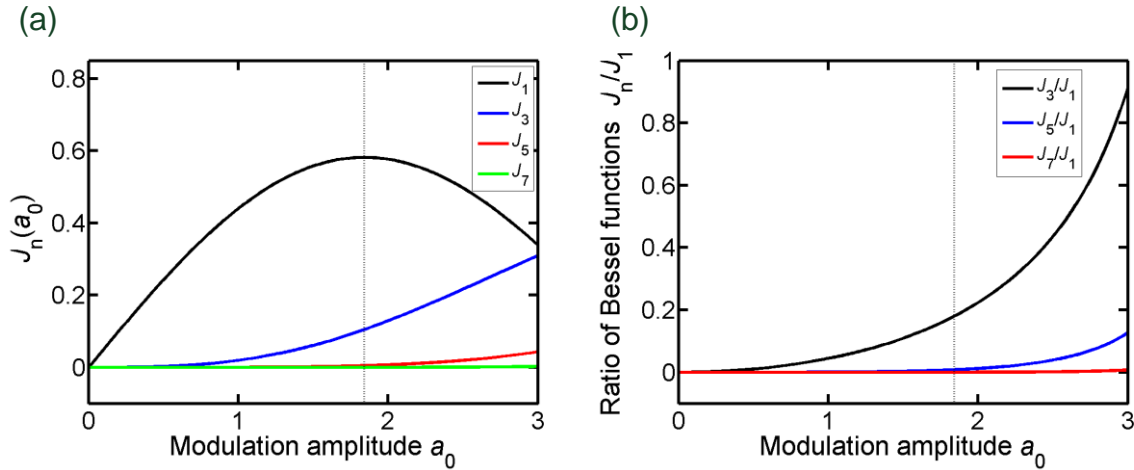 (a)
J₁
J₃
J₅
J₇
0.8
0.6
0.4
0.2
0
0
1
2
3
Jₙ(a₀)
Modulation amplitude a₀
(b)
J₃/J₁
J₅/J₁
J₇/J₁
1
0.8
0.6
0.4
0.2
0
0
1
2
3
Ratio of Bessel functions Jₙ/J₁
Modulation amplitude a₀